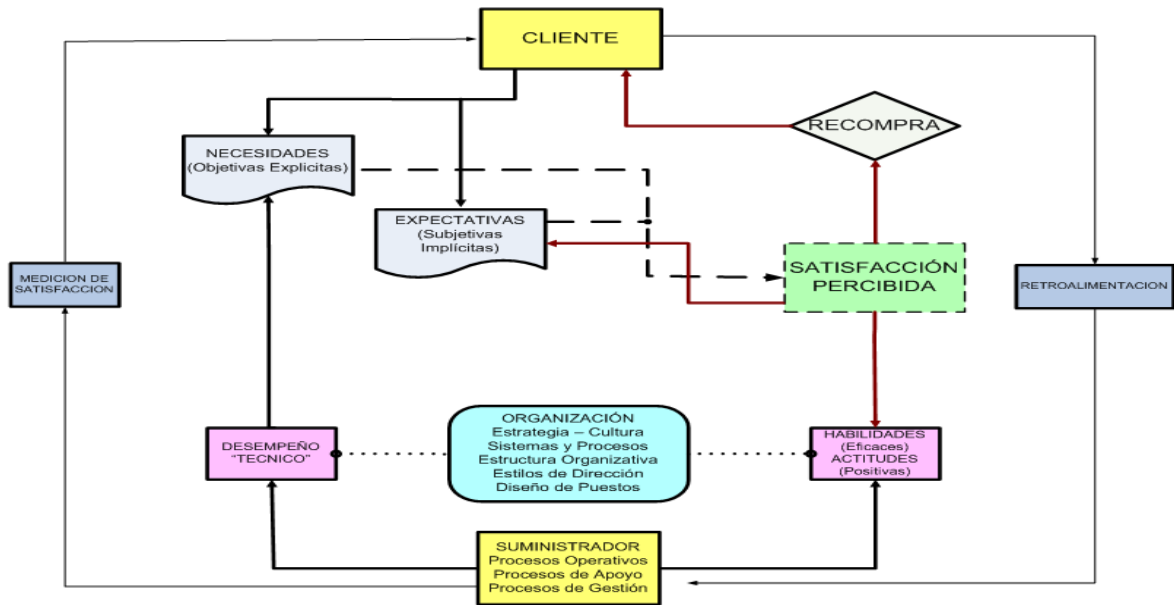 CLIENTE
RECOMPRA
NECESIDADES
(Objetivas Explicitas)
EXPECTATIVAS
(Subjetivas
Implícitas)
SATISFACCIÓN
PERCIBIDA
MEDICION DE
SATISFACCION
RETROALIMENTACION
DESEMPEÑO
"TECNICO"
ORGANIZACIÓN
Estrategia – Cultura
Sistemas y Procesos
Estructura Organizativa
Estilos de Dirección
Diseño de Puestos
HABILIDADES
(Eficaces)
ACTITUDES
(Positivas)
SUMINISTRADOR
Procesos Operativos
Procesos de Apoyo
Procesos de Gestión